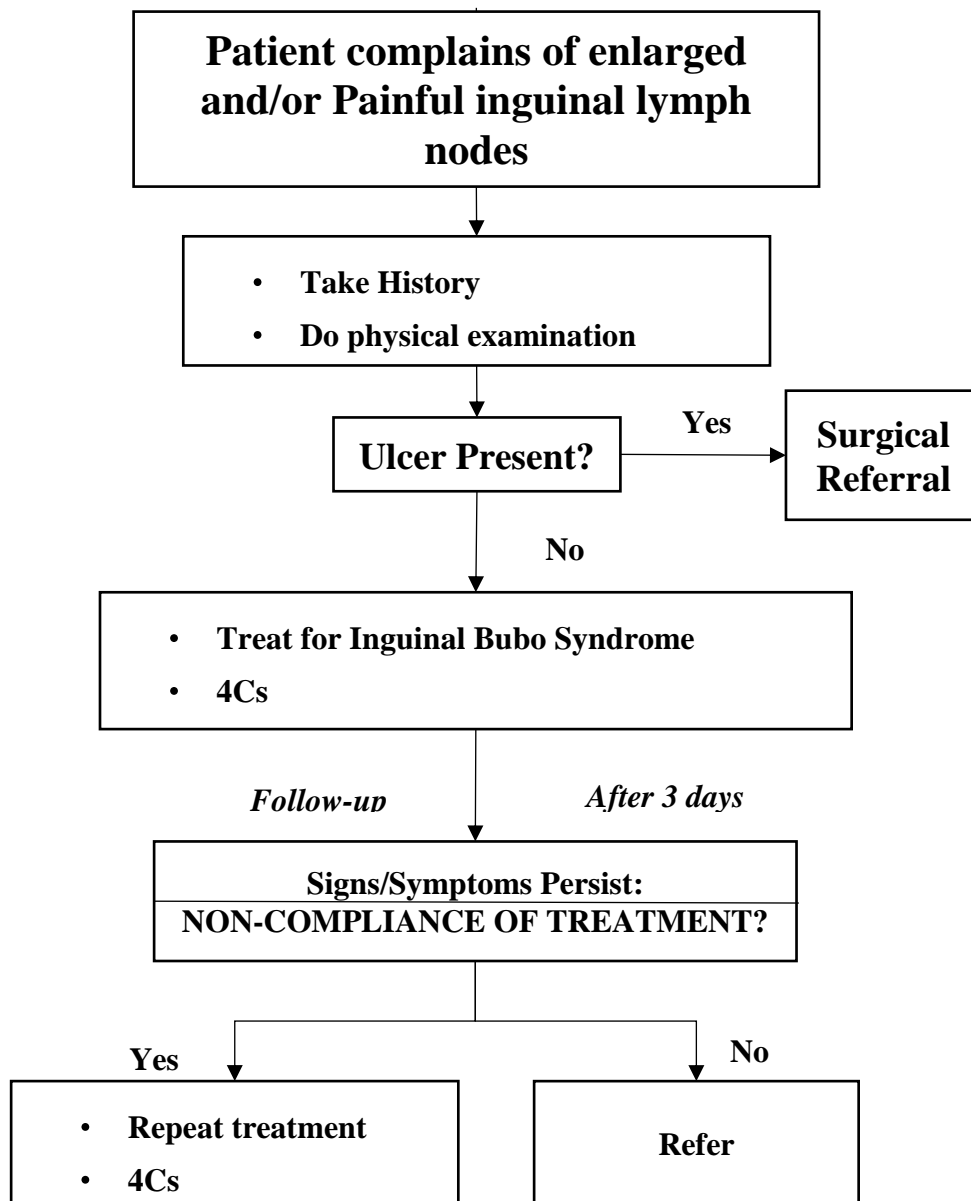 Patient complains of enlarged
and/or Painful inguinal lymph
nodes
• Take History
• Do physical examination
Ulcer Present?
Yes
Surgical
Referral
No
• Treat for Inguinal Bubo Syndrome
• 4Cs
Follow-up
After 3 days
Signs/Symptoms Persist:
NON-COMPLIANCE OF TREATMENT?
Yes
No
• Repeat treatment
• 4Cs
Refer